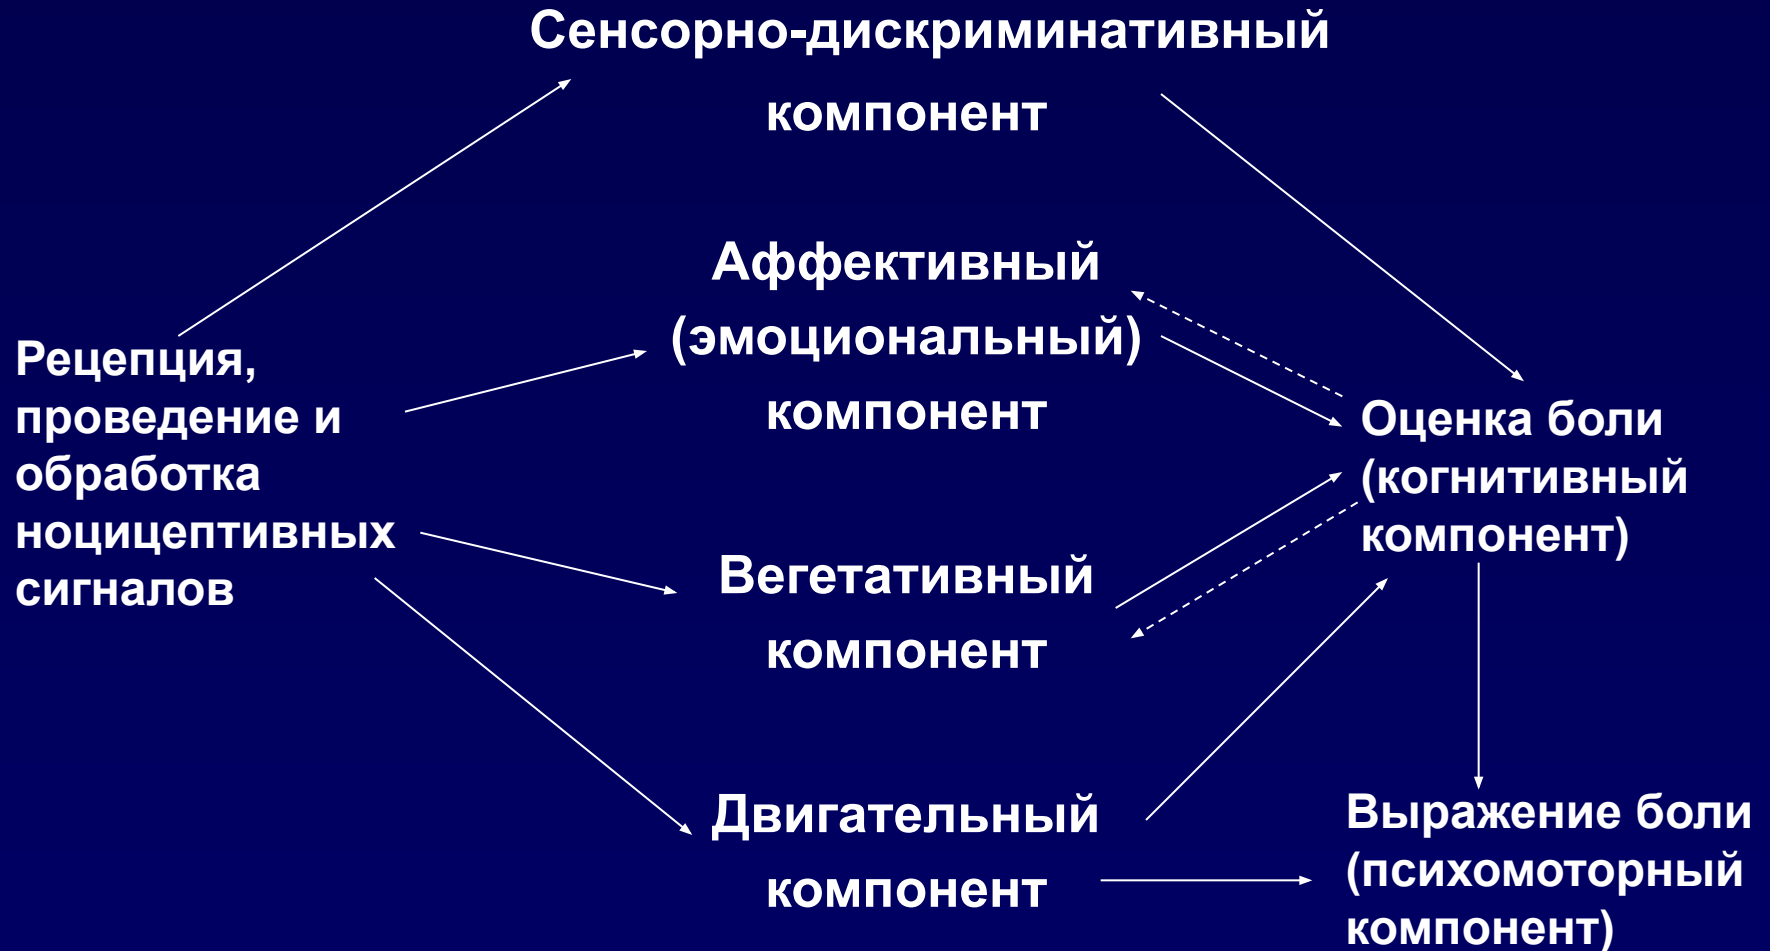 Сенсорно-дискриминативный
компонент
Аффективный
(эмоциональный)
компонент
Рецепция,
проведение и
обработка
ноцицептивных
сигналов
Оценка боли
(когнитивный
компонент)
Вегетативный
компонент
Двигательный
компонент
Выражение боли
(психомоторный
компонент)